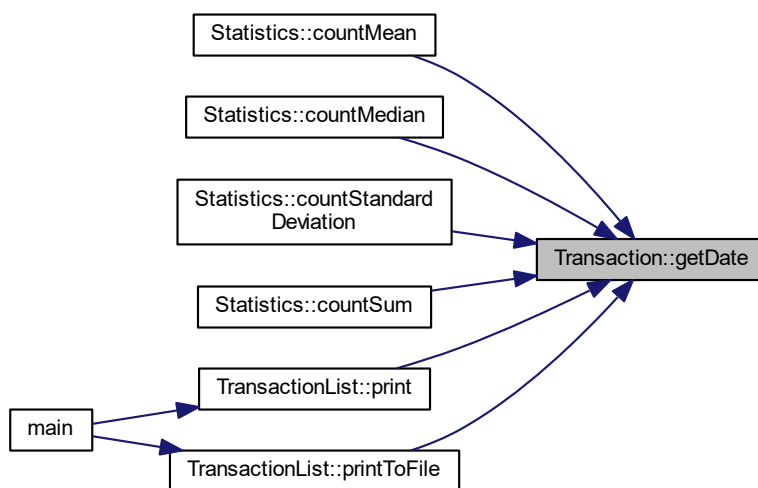 Statistics::countMean
Statistics::countMedian
Statistics::countStandard
Deviation
Transaction::getDate
Statistics::countSum
TransactionList::print
main
TransactionList::printToFile